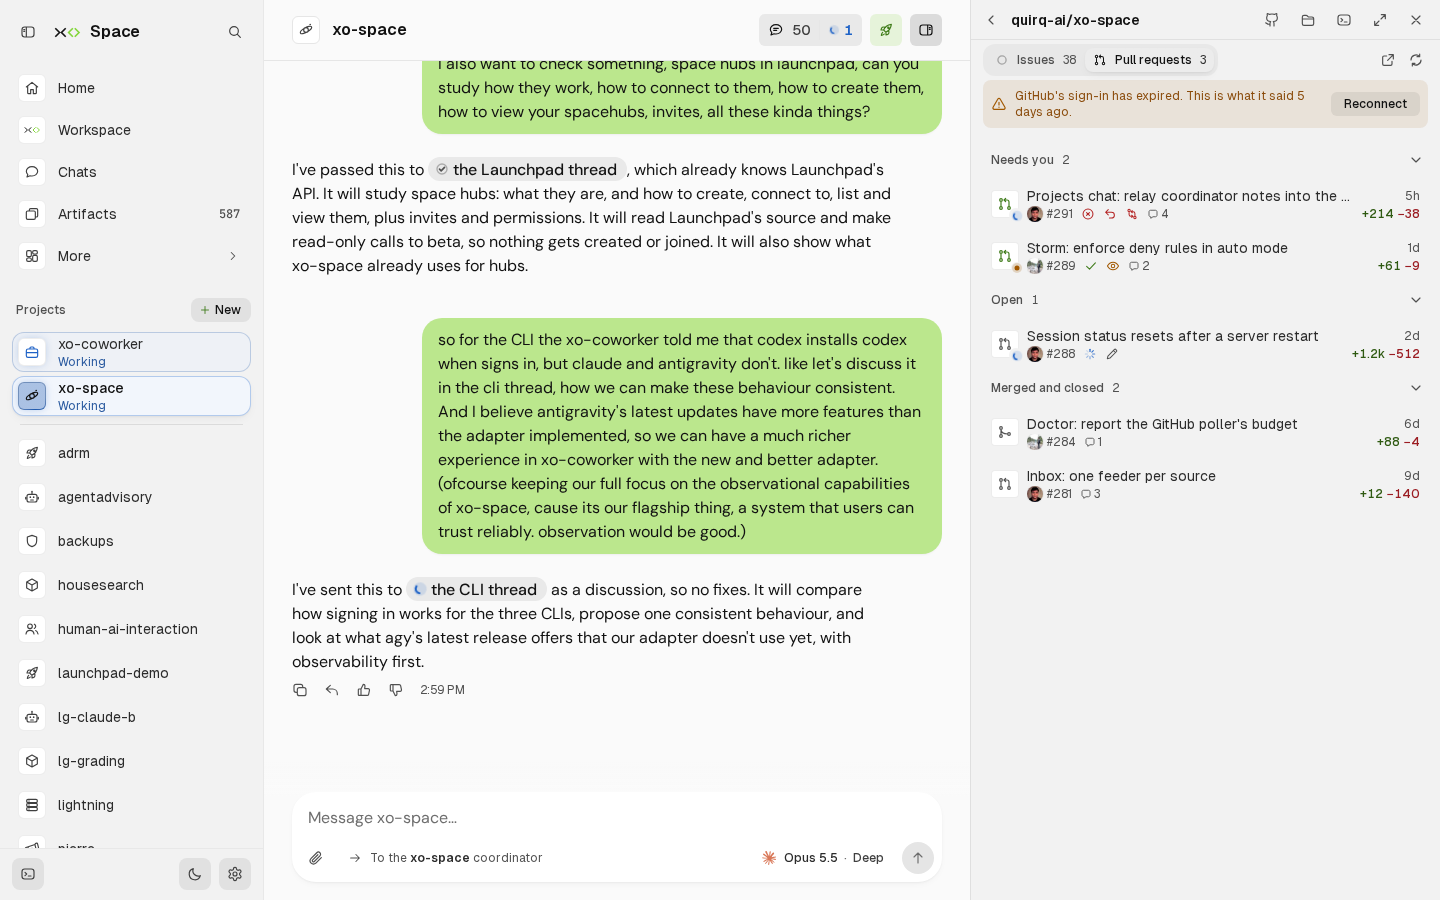 Space
Home
Workspace
Chats
Artifacts 587
More
Projects
+ New
xo-coworker
Working
xo-space
Working
adrm
agentadvisory
backups
housesearch
human-ai-interaction
launchpad-demo
lg-claude-b
lg-grading
lightning
xo-space
50
1
I also want to check something, space hubs in launchpad, can you
study how they work, how to connect to them, how to create them,
how to view your spacehubs, invites, all these kinda things?
I've passed this to the Launchpad thread, which already knows Launchpad's
API. It will study space hubs: what they are, and how to create, connect to, list and
view them, plus invites and permissions. It will read Launchpad's source and make
read-only calls to beta, so nothing gets created or joined. It will also show what
xo-space already uses for hubs.
so for the CLI the xo-coworker told me that codex installs codex
when signs in, but claude and antigravity don't. like let's discuss it
in the cli thread, how we can make these behaviour consistent.
And I believe antigravity's latest updates have more features than
the adapter implemented, so we can have a much richer
experience in xo-coworker with the new and better adapter.
(ofcourse keeping our full focus on the observational capabilities
of xo-space, cause its our flagship thing, a system that users can
trust reliably. observation would be good.)
I've sent this to the CLI thread as a discussion, so no fixes. It will compare
how signing in works for the three CLIs, propose one consistent behaviour, and
look at what agy's latest release offers that our adapter doesn't use yet, with
observability first.
2:59 PM
Message xo-space...
To the xo-space coordinator
Opus 5.5 · Deep
quirq-ai/xo-space
Issues 38
Pull requests 3
GitHub's sign-in has expired. This is what it said 5
days ago.
Reconnect
Needs you 2
Projects chat: relay coordinator notes into the ... 5h
#291 4 +214 −38
Storm: enforce deny rules in auto mode 1d
#289 2 +61 −9
Open 1
Session status resets after a server restart 2d
#288 +1.2k −512
Merged and closed 2
Doctor: report the GitHub poller's budget 6d
#284 1 +88 −4
Inbox: one feeder per source 9d
#281 3 +12 −140